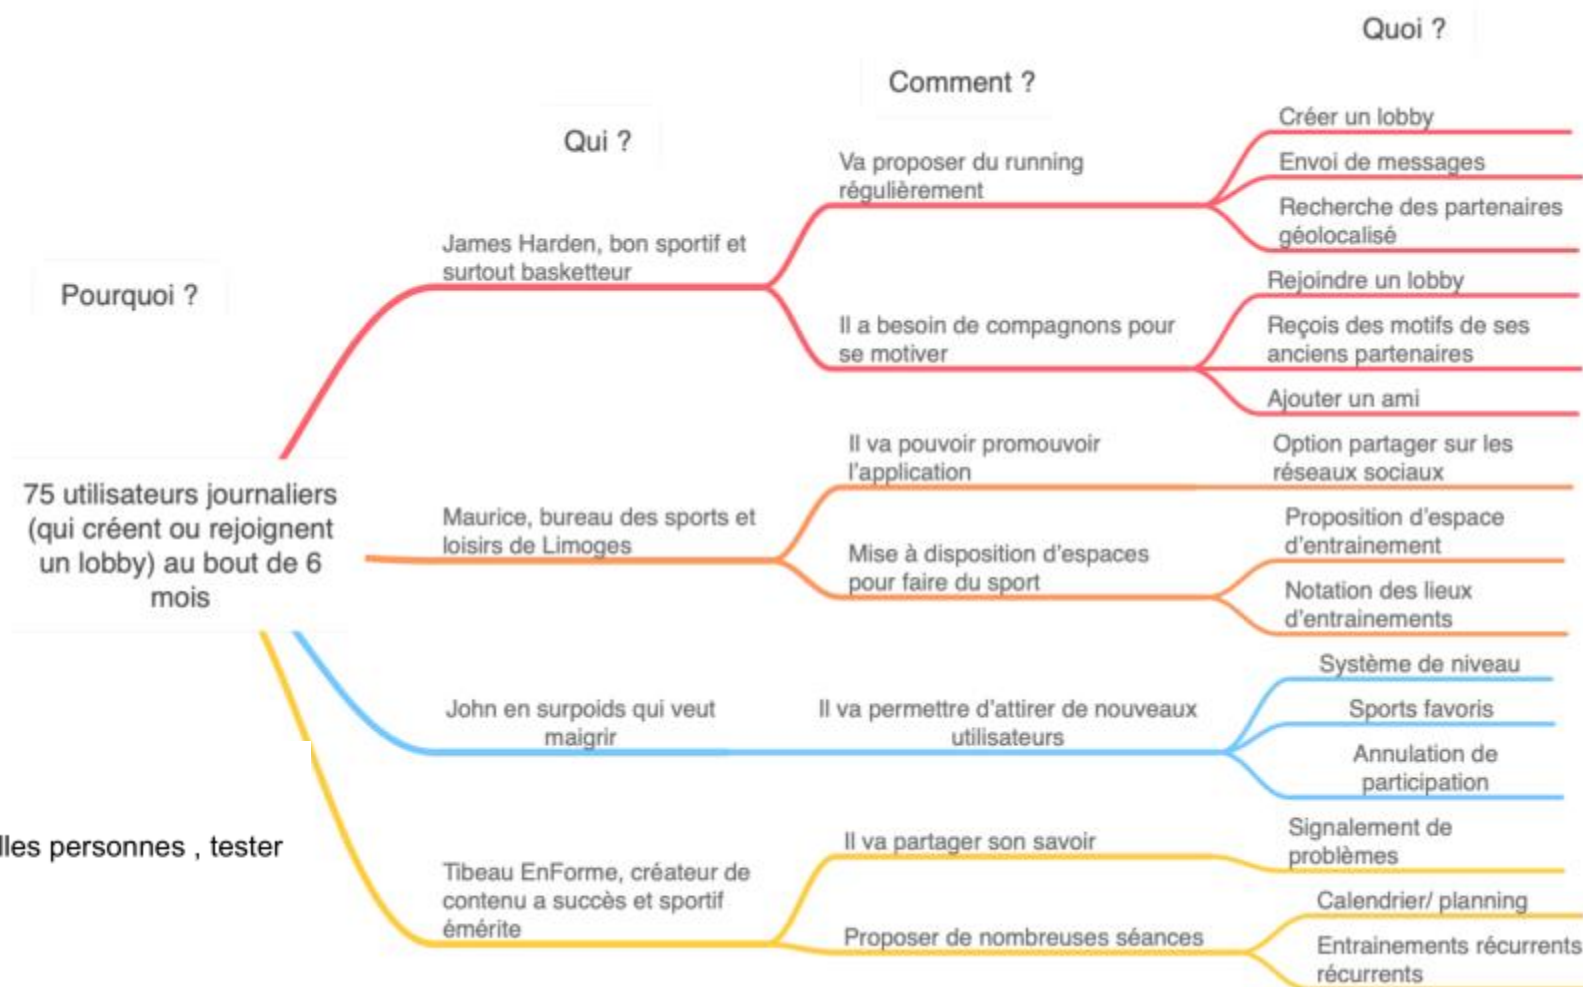 Quoi ?
Comment ?
Qui ?
Pourquoi ?
75 utilisateurs journaliers
(qui créent ou rejoignent
un lobby) au bout de 6
mois
James Harden, bon sportif et
surtout basketteur
Va proposer du running
régulièrement
Créer un lobby
Envoi de messages
Recherche des partenaires
géolocalisé
Il a besoin de compagnons pour
se motiver
Rejoindre un lobby
Reçois des motifs de ses
anciens partenaires
Ajouter un ami
Maurice, bureau des sports et
loisirs de Limoges
Il va pouvoir promouvoir
l'application
Option partager sur les
réseaux sociaux
Mise à disposition d'espaces
pour faire du sport
Proposition d'espace
d'entrainement
Notation des lieux
d'entrainements
John en surpoids qui veut
maigrir
Il va permettre d'attirer de nouveaux
utilisateurs
Système de niveau
Sports favoris
Annulation de
participation
lles personnes , tester
Tibeau EnForme, créateur de
contenu a succès et sportif
émérite
Il va partager son savoir
Signalement de
problèmes
Proposer de nombreuses séances
Calendrier/ planning
Entrainements récurrents
récurrents